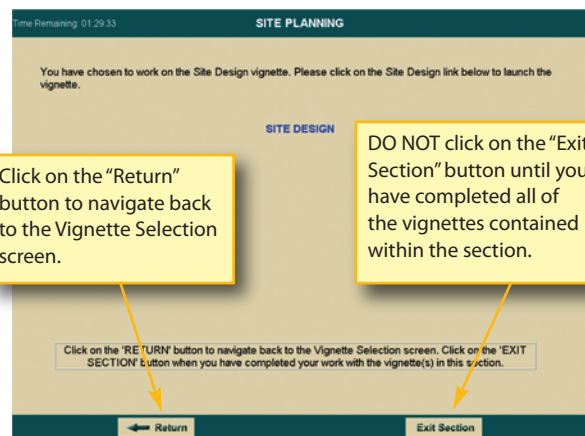 Time Remaining: 01:29:33
SITE PLANNING
You have chosen to work on the Site Design vignette. Please click on the Site Design link below to launch the
vignette.
SITE DESIGN
Click on the “Return”
button to navigate back
to the Vignette Selection
screen.
DO NOT click on the “Exit
Section” button until you
have completed all of
the vignettes contained
within the section.
Click on the 'RETURN' button to navigate back to the Vignette Selection screen. Click on the 'EXIT
SECTION' button when you have completed your work with the vignette(s) in this section.
Return
Exit Section